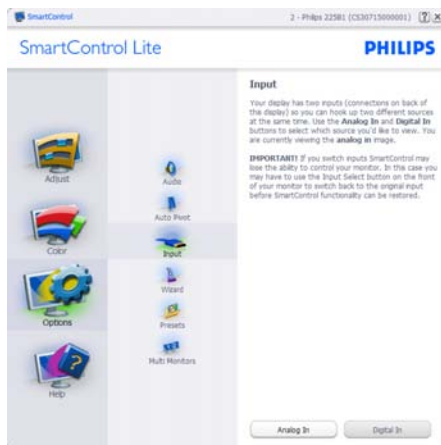 SmartControl
2 - Philips 225B1 (CS30715000001)
SmartControl Lite
PHILIPS
Adjust
Color
Options
Help
Audio
Auto Pivot
Input
Wizard
Presets
Multi Monitors
Input
Your display has two inputs (connections on back of
the display) so you can hook up two different sources
at the same time. Use the Analog In and Digital In
buttons to select which source you'd like to view. You
are currently viewing the analog in image.
IMPORTANT! If you switch inputs SmartControl may
lose the ability to control your monitor. In this case you
may have to use the Input Select button on the front
of your monitor to switch back to the original input
before SmartControl functionality can be restored.
Analog In
Digital In